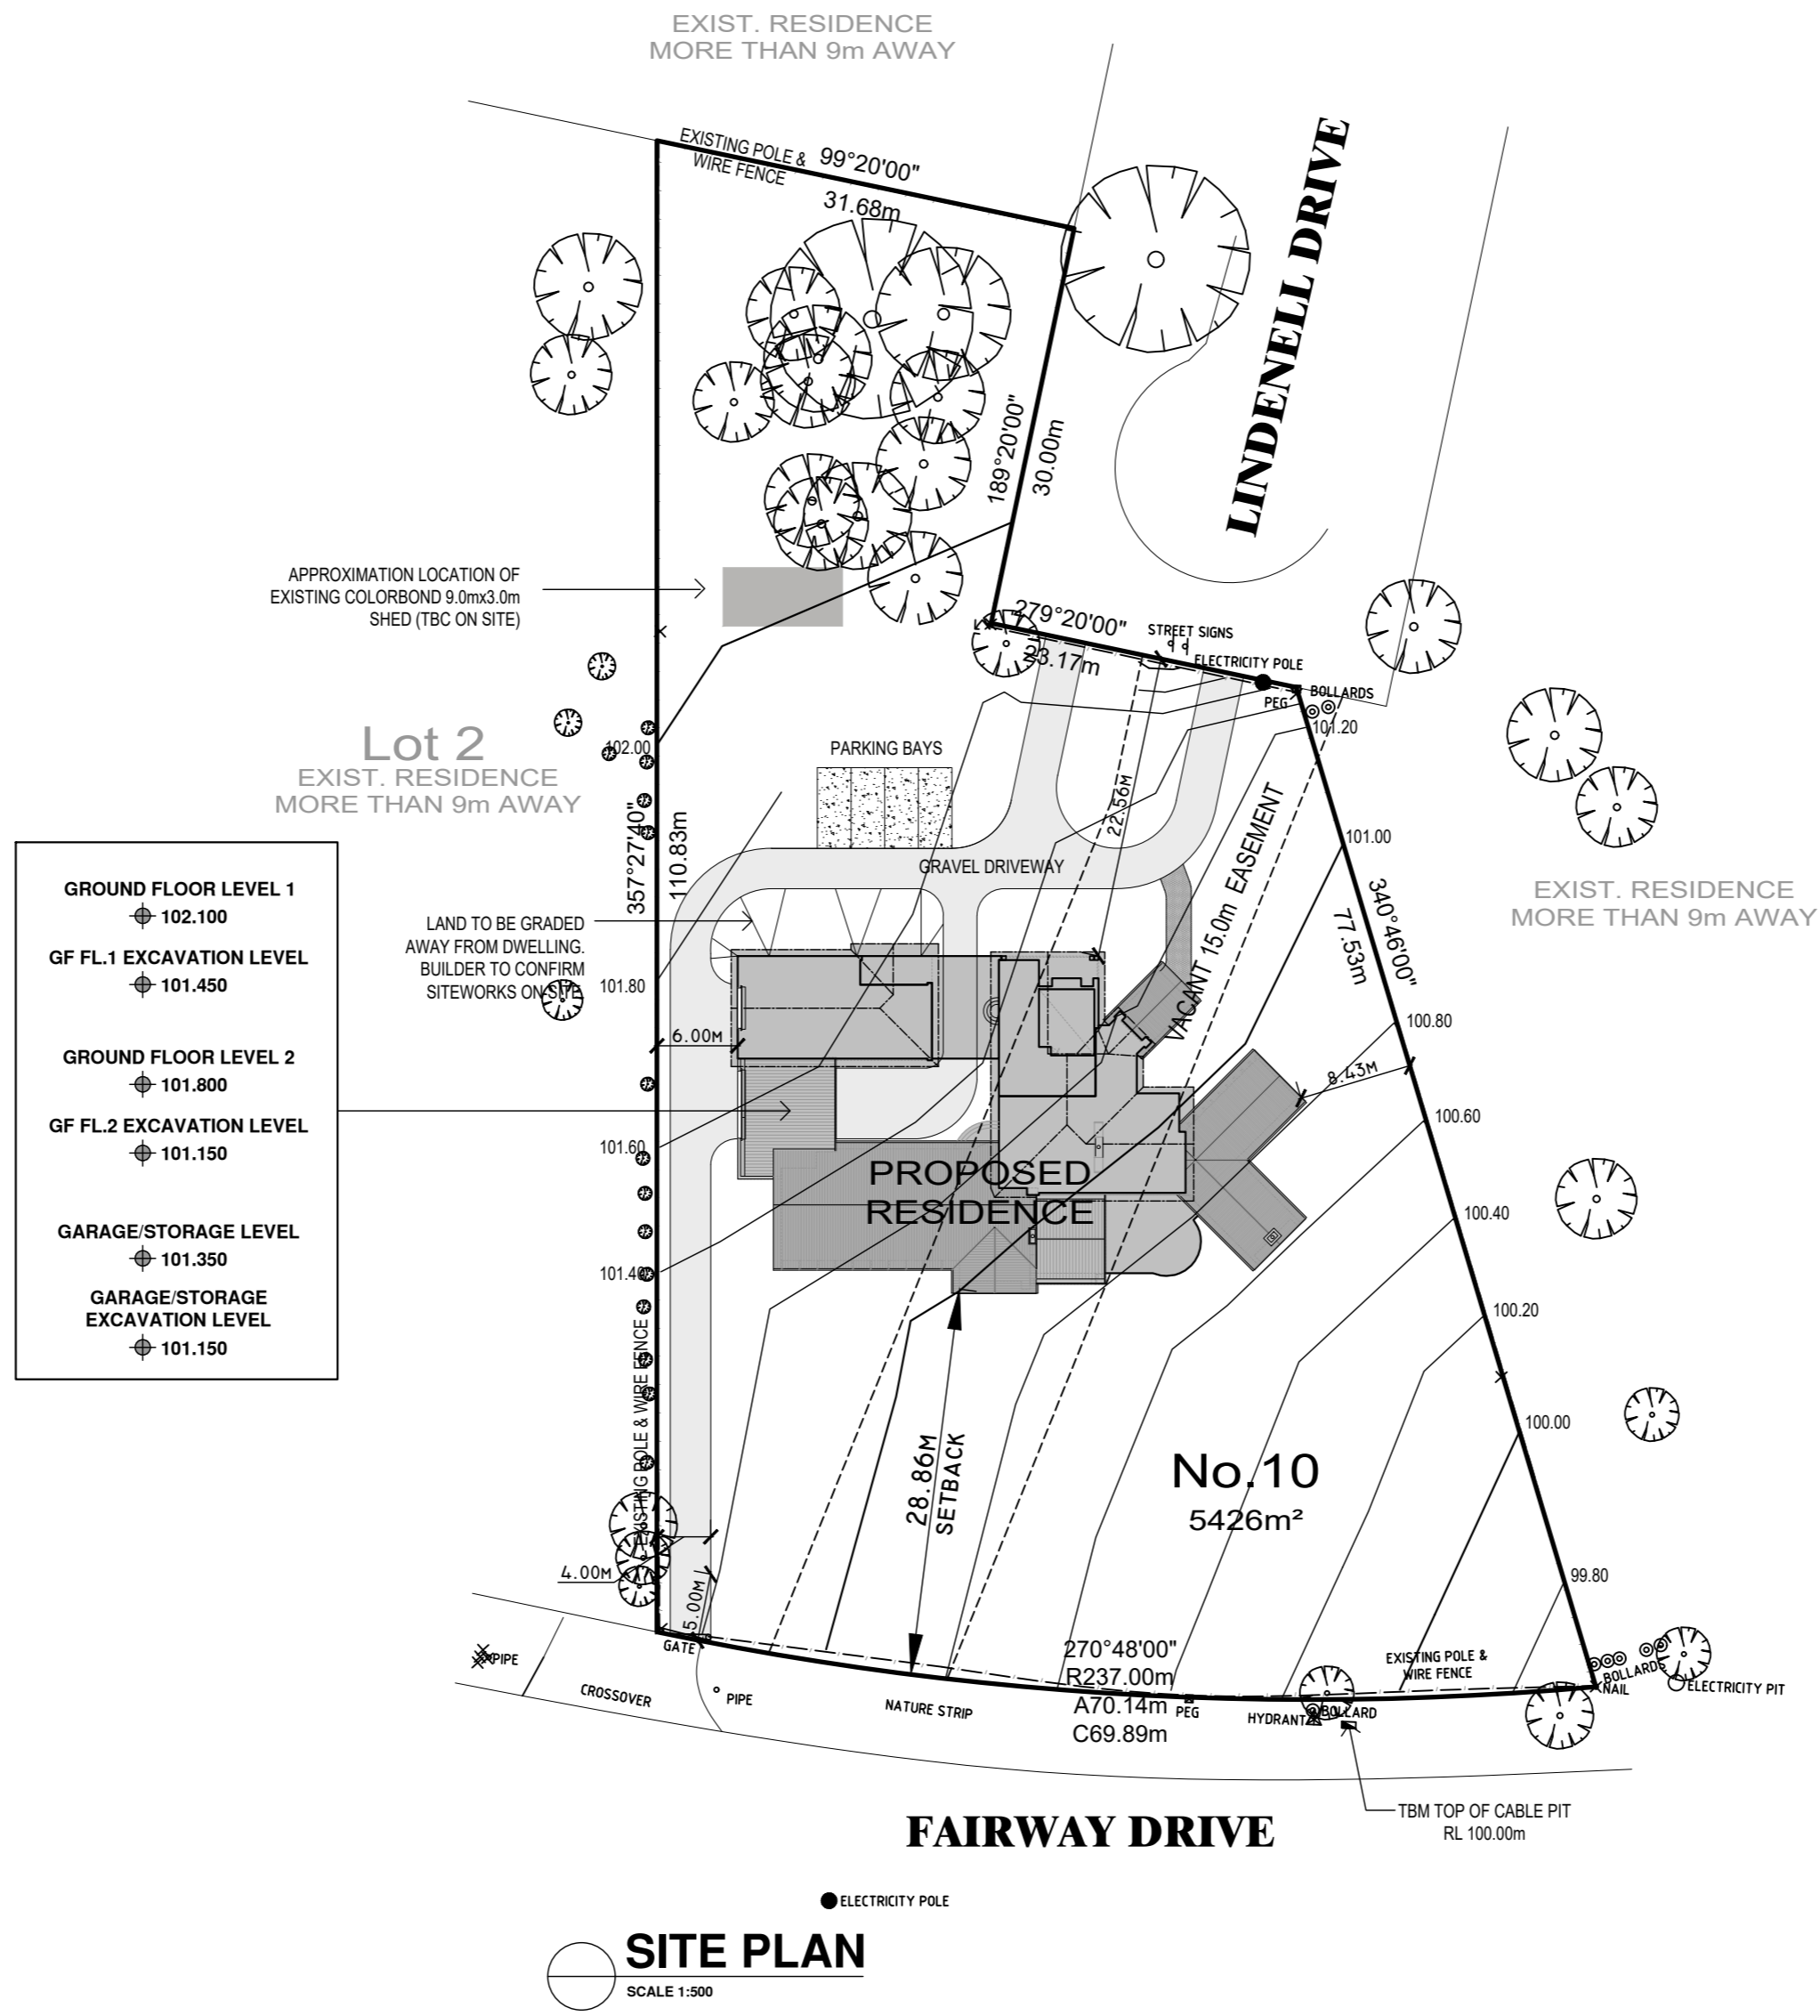 EXIST. RESIDENCE
MORE THAN 9m AWAY
EXISTING POLE &
WIRE FENCE
99°20'00"
31.68m
LINDENELL DRIVE
189°20'00"
30.00m
APPROXIMATION LOCATION OF
EXISTING COLORBOND 9.0mx3.0m
SHED (TBC ON SITE)
279°20'00"
23.17m
STREET SIGNS
ELECTRICITY POLE
PEG
BOLLARDS
101.20
Lot 2
EXIST. RESIDENCE
MORE THAN 9m AWAY
102.00
PARKING BAYS
22.56M
357°27'40"
110.83m
GRAVEL DRIVEWAY
VACANT 15.0m EASEMENT
101.00
340°46'00"
77.53m
EXIST. RESIDENCE
MORE THAN 9m AWAY
GROUND FLOOR LEVEL 1
102.100
GF FL.1 EXCAVATION LEVEL
101.450
GROUND FLOOR LEVEL 2
101.800
GF FL.2 EXCAVATION LEVEL
101.150
GARAGE/STORAGE LEVEL
101.350
GARAGE/STORAGE
EXCAVATION LEVEL
101.150
LAND TO BE GRADED
AWAY FROM DWELLING.
BUILDER TO CONFIRM
SITEWORKS ON-SITE.
101.80
6.00M
100.80
8.43M
100.60
101.60
PROPOSED
RESIDENCE
100.40
101.40
100.20
EXISTING POLE & WIRE FENCE
28.86M
SETBACK
No.10
5426m²
100.00
99.80
4.00M
5.00M
GATE
PIPE
CROSSOVER
PIPE
NATURE STRIP
270°48'00"
R237.00m
A70.14m
C69.89m
PEG
HYDRANT
BOLLARD
EXISTING POLE &
WIRE FENCE
BOLLARDS
NAIL
ELECTRICITY PIT
TBM TOP OF CABLE PIT
RL 100.00m
FAIRWAY DRIVE
ELECTRICITY POLE
SITE PLAN
SCALE 1:500